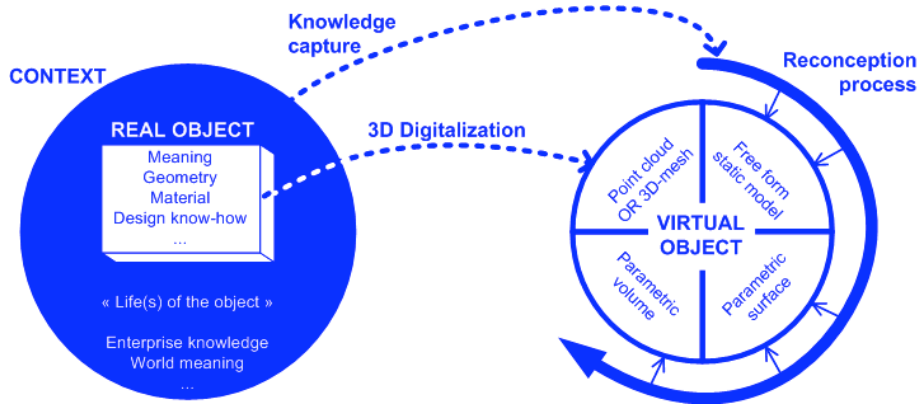 Knowledge
capture
CONTEXT
Reconception
process
REAL OBJECT
3D Digitalization
Meaning
Geometry
Material
Design know-how
...
Point cloud
OR 3D-mesh
Free form
static model
VIRTUAL
OBJECT
Parametric
volume
Parametric
surface
« Life(s) of the object »
Enterprise knowledge
World meaning
...